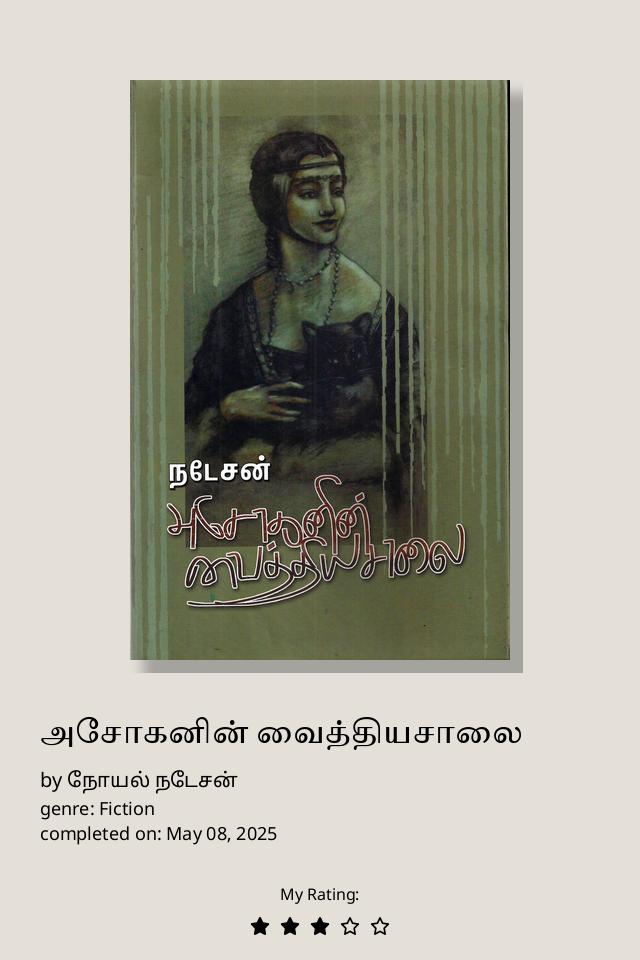 நடேசன்
அசோகனின்
வைத்தியசாலை
அசோகனின் வைத்தியசாலை
by நோயல் நடேசன்
genre: Fiction
completed on: May 08, 2025
My Rating: